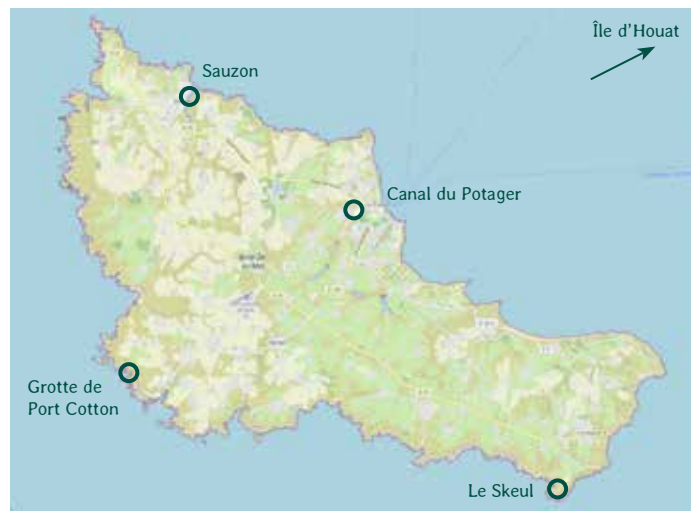 Île d'Houat
Sauzon
Canal du Potager
Grotte de
Port Cotton
Le Skeul